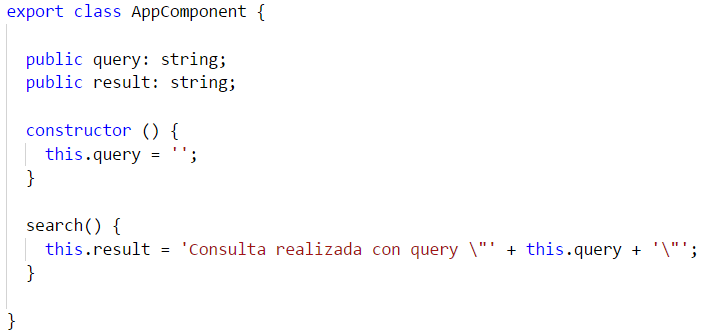 export class AppComponent {
public query: string;
public result: string;
constructor () {
this.query = '';
}
search() {
this.result = 'Consulta realizada con query \"' + this.query + '\"';
}
}